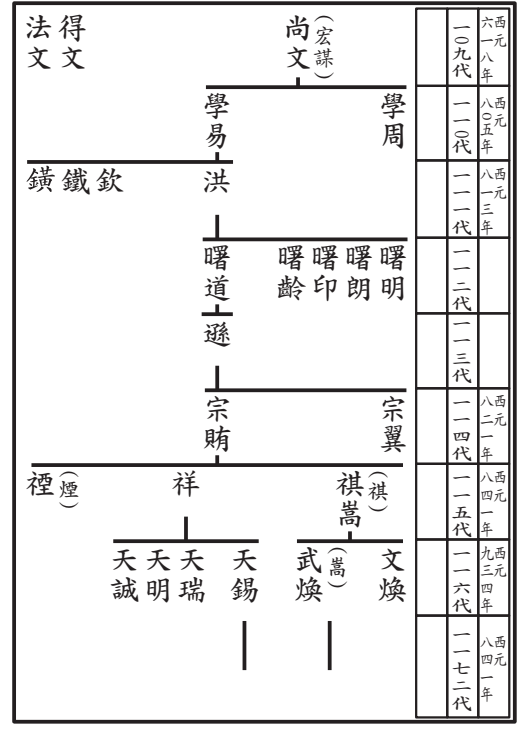 西元六一八年
一〇九代
尚文(宏謀)
得文
法文
西元八〇五年
一一〇代
學周
學易
西元八一三年
一一一代
洪
欽
鐵
鐄
一一二代
曙明
曙朗
曙印
曙齡
曙道
一一三代
遜
西元八二一年
一一四代
宗翼
宗賄
西元八四一年
一一五代
祺嵩(祺)
祥
禋(煙)
西元九三四年
一一六代
文煥
武煥(嵩)
天錫
天瑞
天明
天誠
西元八四一年
一一七二代